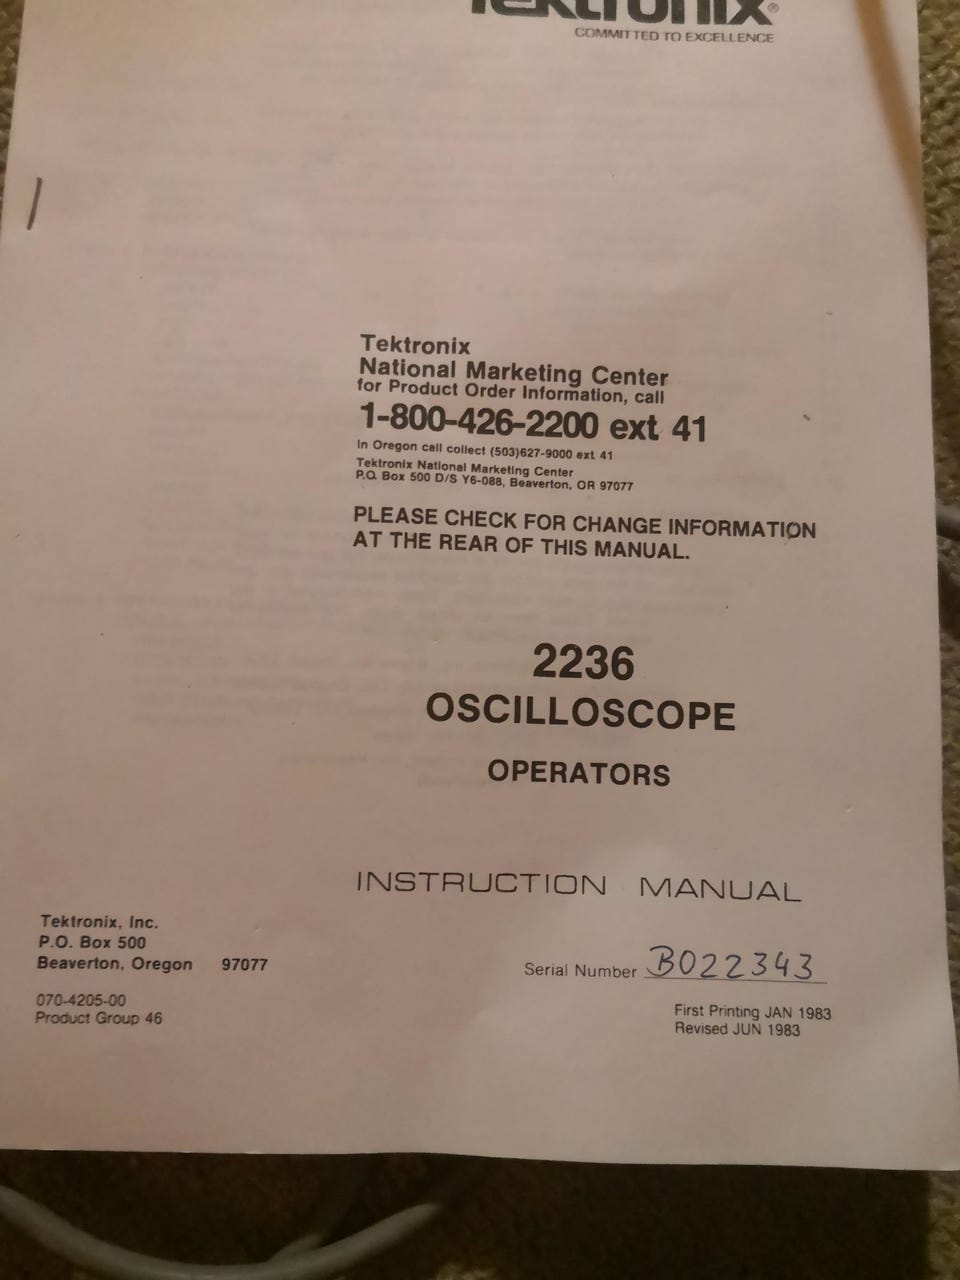 Tektronix®
COMMITTED TO EXCELLENCE
Tektronix
National Marketing Center
for Product Order Information, call
1-800-426-2200 ext 41
In Oregon call collect (503)627-9000 ext 41
Tektronix National Marketing Center
P.O. Box 500 D/S Y6-088, Beaverton, OR 97077
PLEASE CHECK FOR CHANGE INFORMATION
AT THE REAR OF THIS MANUAL.
2236
OSCILLOSCOPE
OPERATORS
INSTRUCTION MANUAL
Tektronix, Inc.
P.O. Box 500
Beaverton, Oregon 97077
070-4205-00
Product Group 46
Serial Number B022343
First Printing JAN 1983
Revised JUN 1983